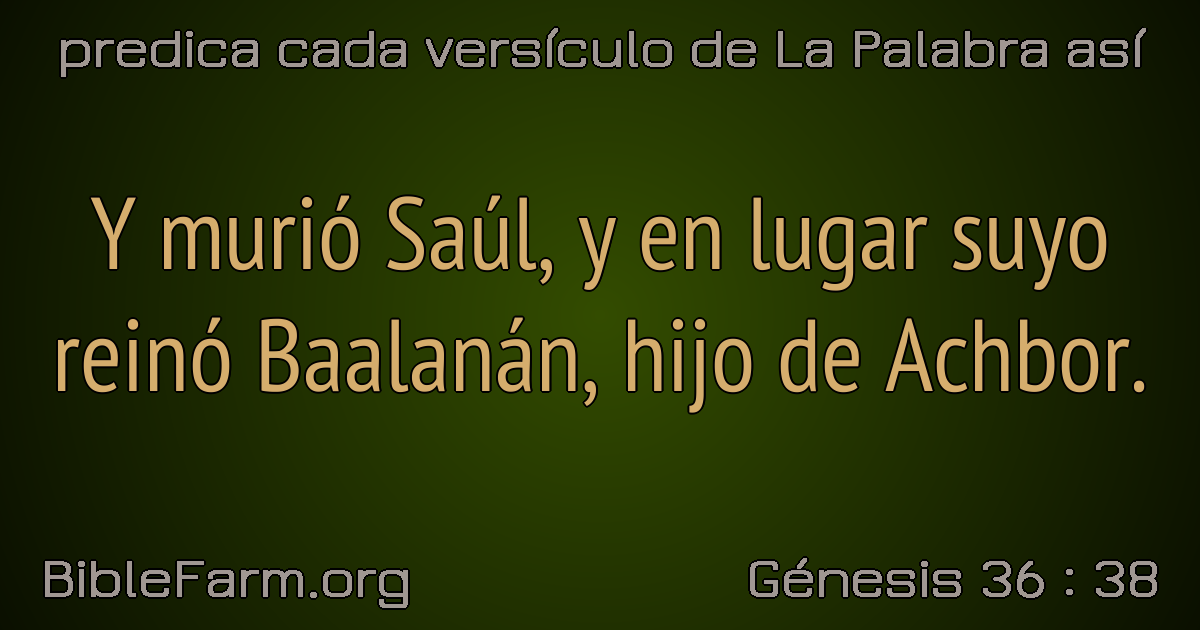 predica cada versículo de La Palabra así
Y murió Saúl, y en lugar suyo
reinó Baalanán, hijo de Achbor.
BibleFarm.org
Génesis 36 : 38